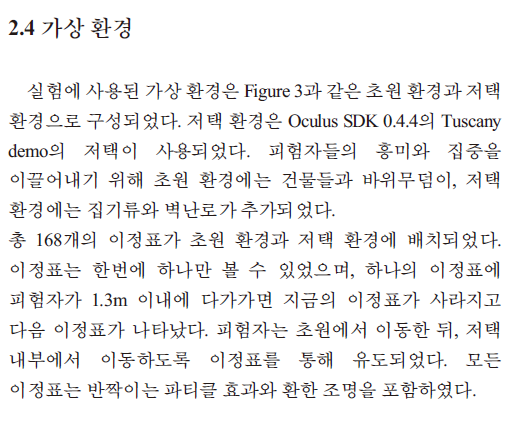 2.4 가상 환경
실험에 사용된 가상 환경은 Figure 3과 같은 초원 환경과 저택
환경으로 구성되었다. 저택 환경은 Oculus SDK 0.4.4의 Tuscany
demo의 저택이 사용되었다. 피험자들의 흥미와 집중을
이끌어내기 위해 초원 환경에는 건물들과 바위무덤이, 저택
환경에는 집기류와 벽난로가 추가되었다.
총 168개의 이정표가 초원 환경과 저택 환경에 배치되었다.
이정표는 한번에 하나만 볼 수 있었으며, 하나의 이정표에
피험자가 1.3m 이내에 다가가면 지금의 이정표가 사라지고
다음 이정표가 나타났다. 피험자는 초원에서 이동한 뒤, 저택
내부에서 이동하도록 이정표를 통해 유도되었다. 모든
이정표는 반짝이는 파티클 효과와 환한 조명을 포함하였다.